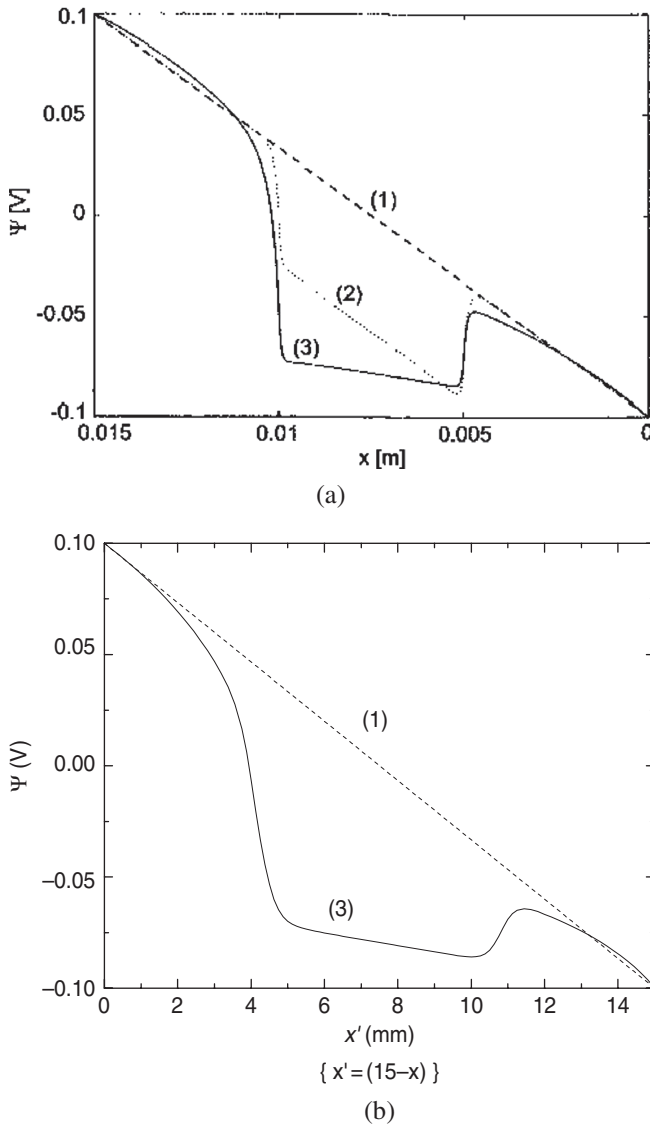 0.1
0.05
0
-0.05
-0.1
Ψ [V]
(1)
(2)
(3)
0.015 0.01 0.005 0
x [m]
(a)
0.10
0.05
0.00
−0.05
−0.10
Ψ (V)
(1)
(3)
0 2 4 6 8 10 12 14
x′ (mm)
{ x′ = (15–x) }
(b)